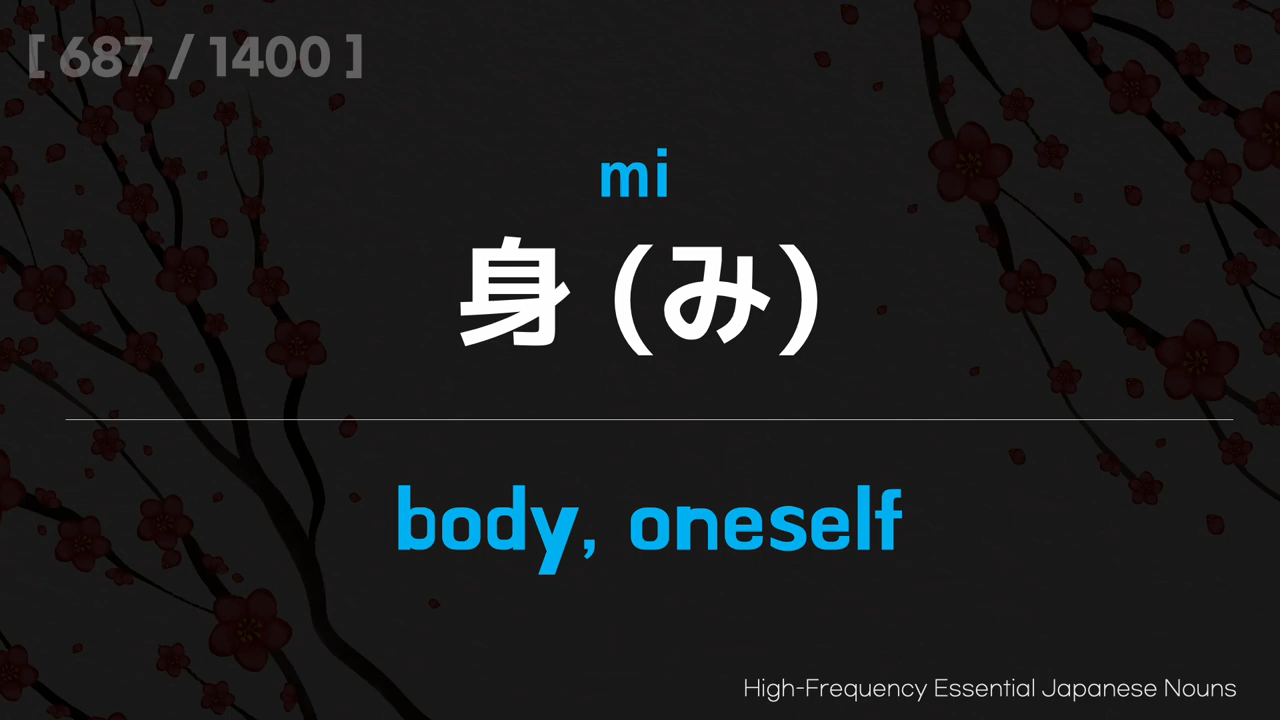 [ 687 / 1400 ]
mi
身 (み)
body, oneself
High-Frequency Essential Japanese Nouns